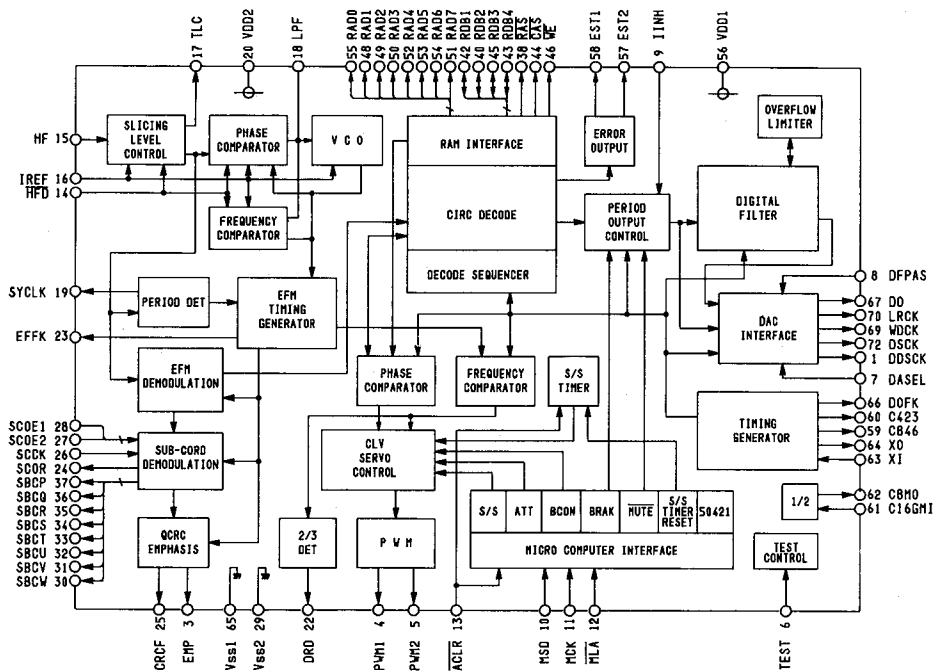 17 TLC
20 VDD2
18 LPF
55 RAD0
48 RAD1
49 RAD2
50 RAD3
52 RAD4
53 RAD5
54 RAD6
51 RAD7
42 RDB1
40 RDB2
45 RDB3
43 RDB4
38 RAS
44 CAS
46 WE
58 EST1
57 EST2
9 IINH
56 VDD1
HF 15
IREF 16
HFD 14
SYCLK 19
EFFK 23
SCOE1 28
SCOE2 27
SCCK 26
SCOR 24
SBCP 37
SBCQ 36
SBCR 35
SBCS 34
SBCT 33
SBCU 32
SBCV 31
SBCW 30
SLICING
LEVEL
CONTROL
PHASE
COMPARATOR
VCO
FREQUENCY
COMPARATOR
RAM INTERFACE
CIRC DECODE
DECODE SEQUENCER
ERROR
OUTPUT
PERIOD
OUTPUT
CONTROL
OVERFLOW
LIMITER
DIGITAL
FILTER
PERIOD DET
EFM
TIMING
GENERATOR
DAC
INTERFACE
EFM
DEMODULATION
PHASE
COMPARATOR
FREQUENCY
COMPARATOR
S/S
TIMER
TIMING
GENERATOR
SUB-CORD
DEMODULATION
CLV
SERVO
CONTROL
QCRC
EMPHASIS
2/3
DET
PWM
S/S
ATT
BCON
BRAK
MUTE
S/S
TIMER
RESET
50421
MICRO COMPUTER INTERFACE
1/2
TEST
CONTROL
8 DFPAS
67 DO
70 LRCK
69 WDCK
72 DSCK
1 DDSCK
7 DASEL
66 DOFK
60 C423
59 C846
64 XO
63 XI
62 C8MO
61 C16GMI
CRCF 25
EMP 3
Vss1 65
Vss2 29
DRD 22
PWM1 4
PWM2 5
ACLR 13
MSD 10
MCK 11
MLA 12
TEST 6